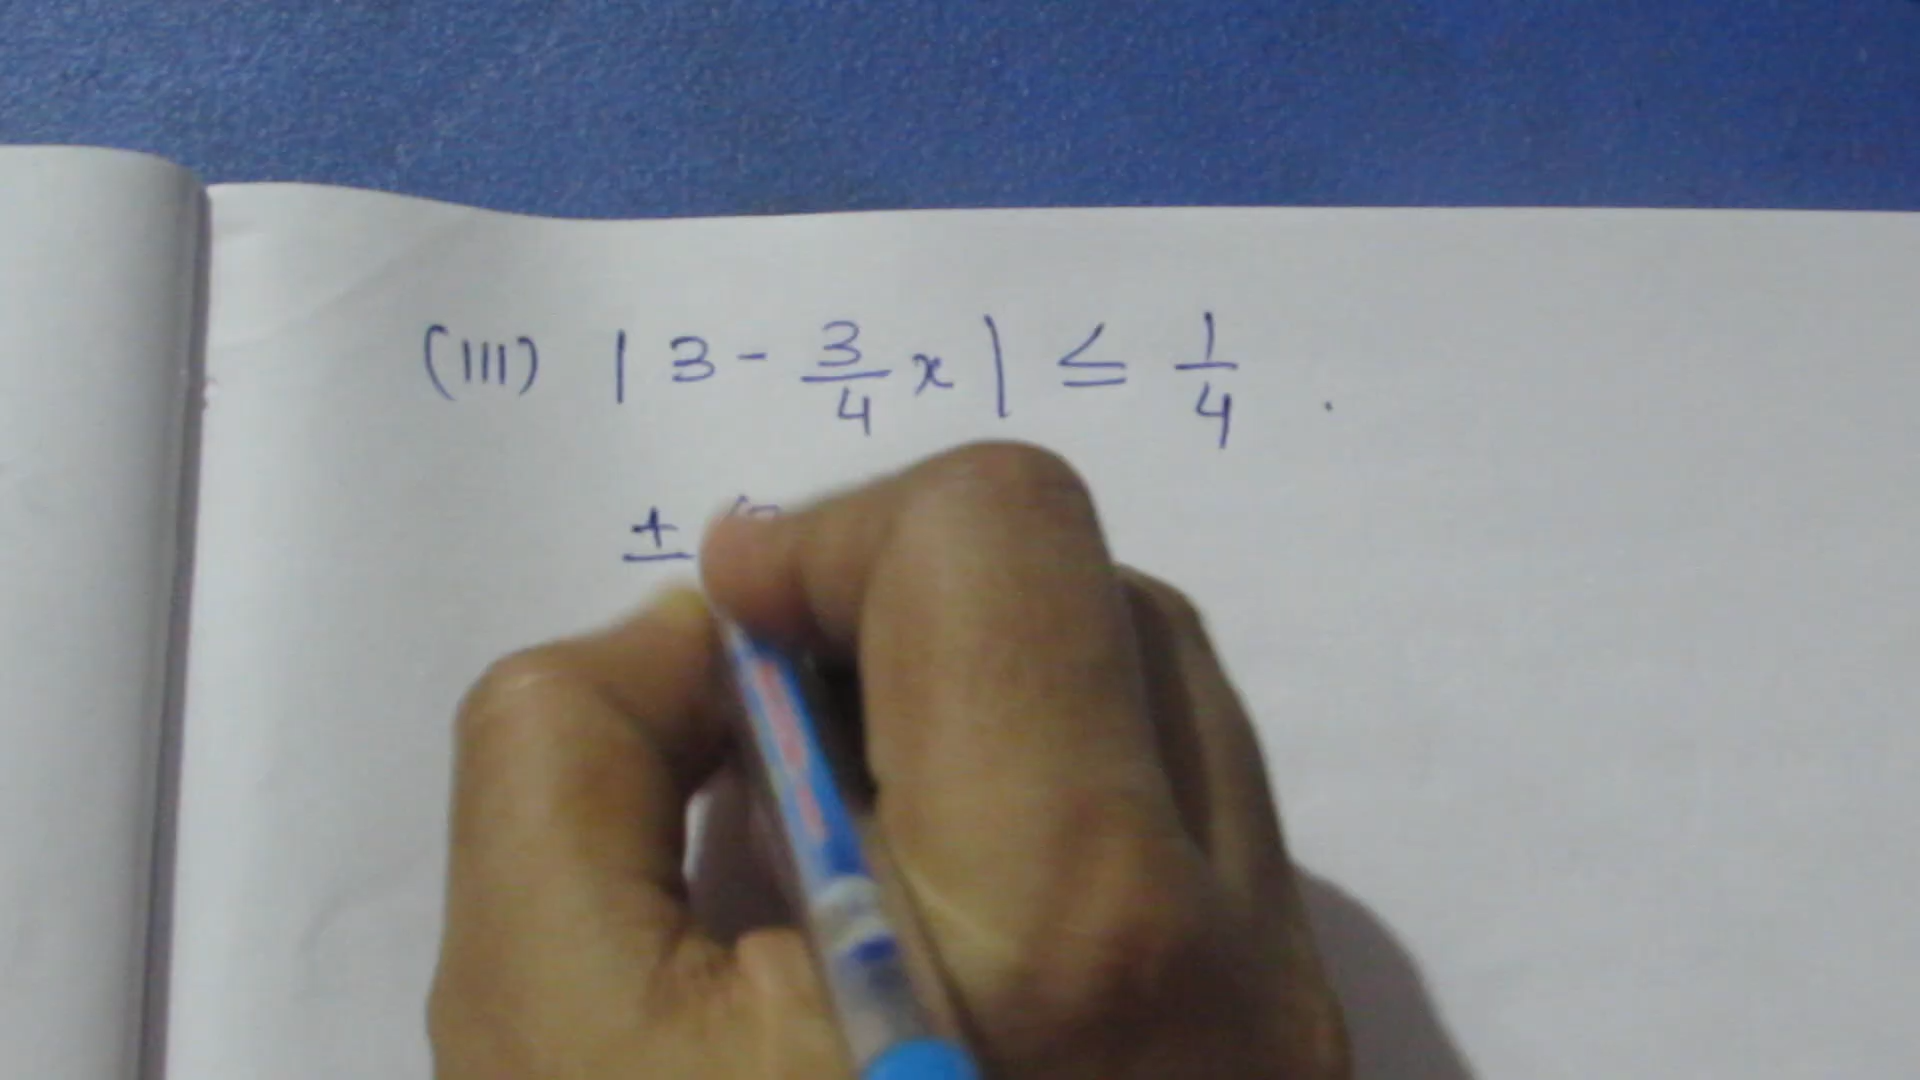 (III) | 3 - 3/4 x | ≤ 1/4 .
± (